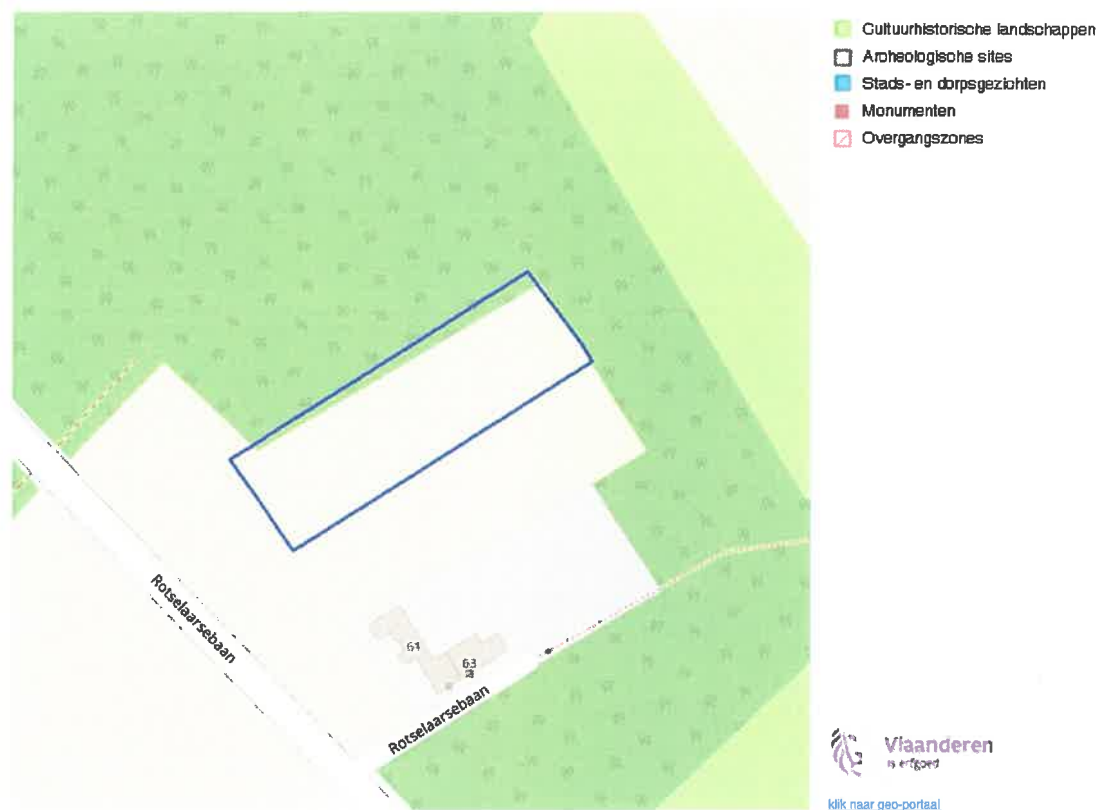 Cultuurhistorische landschappen
Archeologische sites
Stads- en dorpsgezichten
Monumenten
Overgangszones
Rotselaarsebaan
61
63
Rotselaarsebaan
Vlaanderen
is erfgoed
klik naar geo-portaal